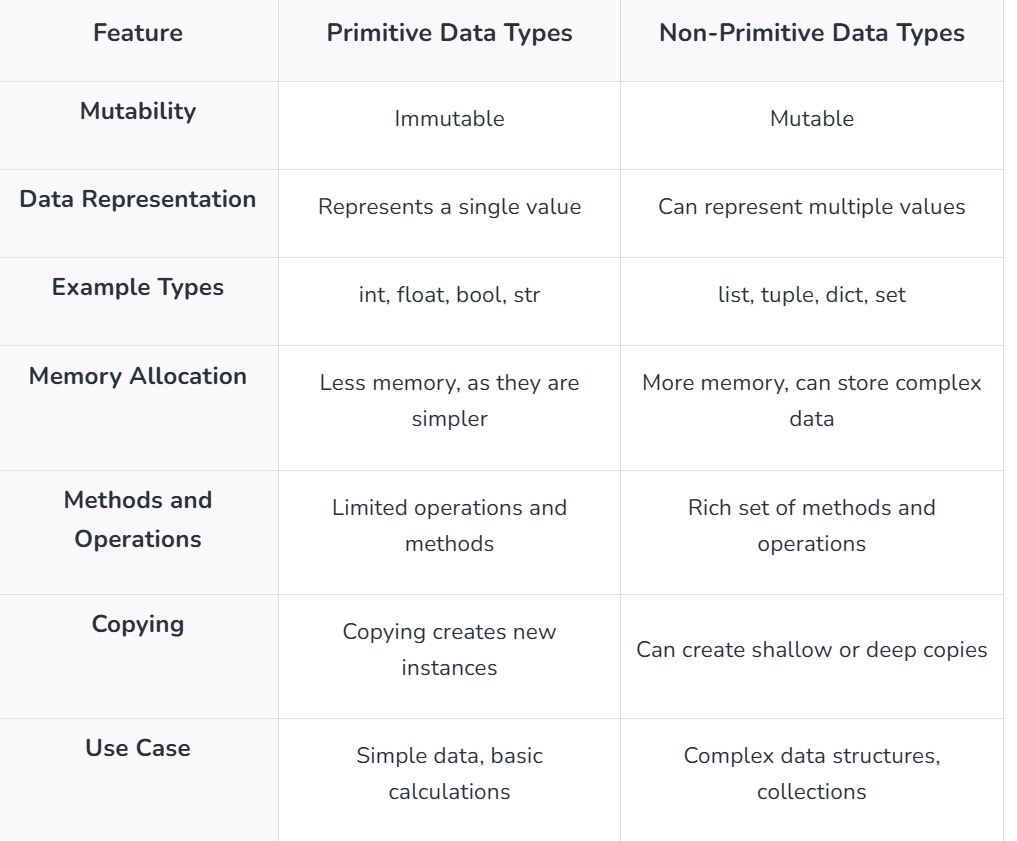 Feature Primitive Data Types Non-Primitive Data Types
Mutability Immutable Mutable
Data Representation Represents a single value Can represent multiple values
Example Types int, float, bool, str list, tuple, dict, set
Memory Allocation Less memory, as they are More memory, can store complex
simpler data
Methods and Limited operations and Rich set of methods and
Operations methods operations
Copying Copying creates new Can create shallow or deep copies
instances
Use Case Simple data, basic Complex data structures,
calculations collections